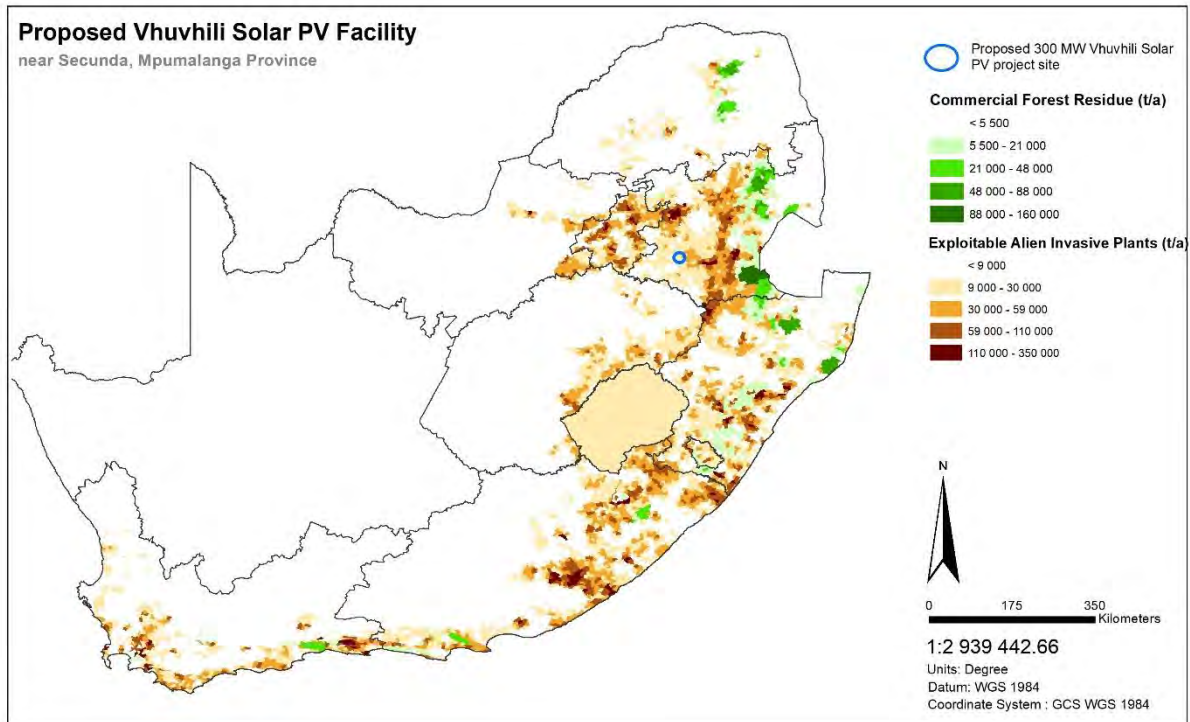 Proposed Vhuvhili Solar PV Facility
near Secunda, Mpumalanga Province
Proposed 300 MW Vhuvhili Solar
PV project site
Commercial Forest Residue (t/a)
< 5 500
5 500 - 21 000
21 000 - 48 000
48 000 - 88 000
88 000 - 160 000
Exploitable Alien Invasive Plants (t/a)
< 9 000
9 000 - 30 000
30 000 - 59 000
59 000 - 110 000
110 000 - 350 000
N
0 175 350
Kilometers
1:2 939 442.66
Units: Degree
Datum: WGS 1984
Coordinate System : GCS WGS 1984